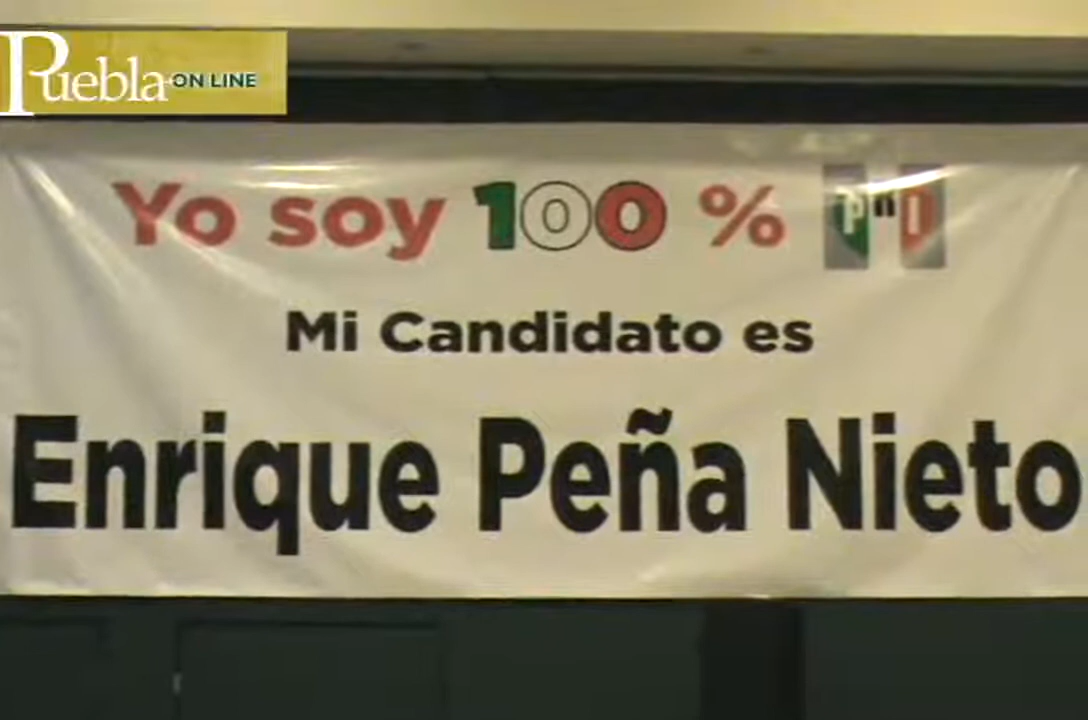 Puebla ON LINE
Yo soy 100 % PRI
Mi Candidato es
Enrique Peña Nieto